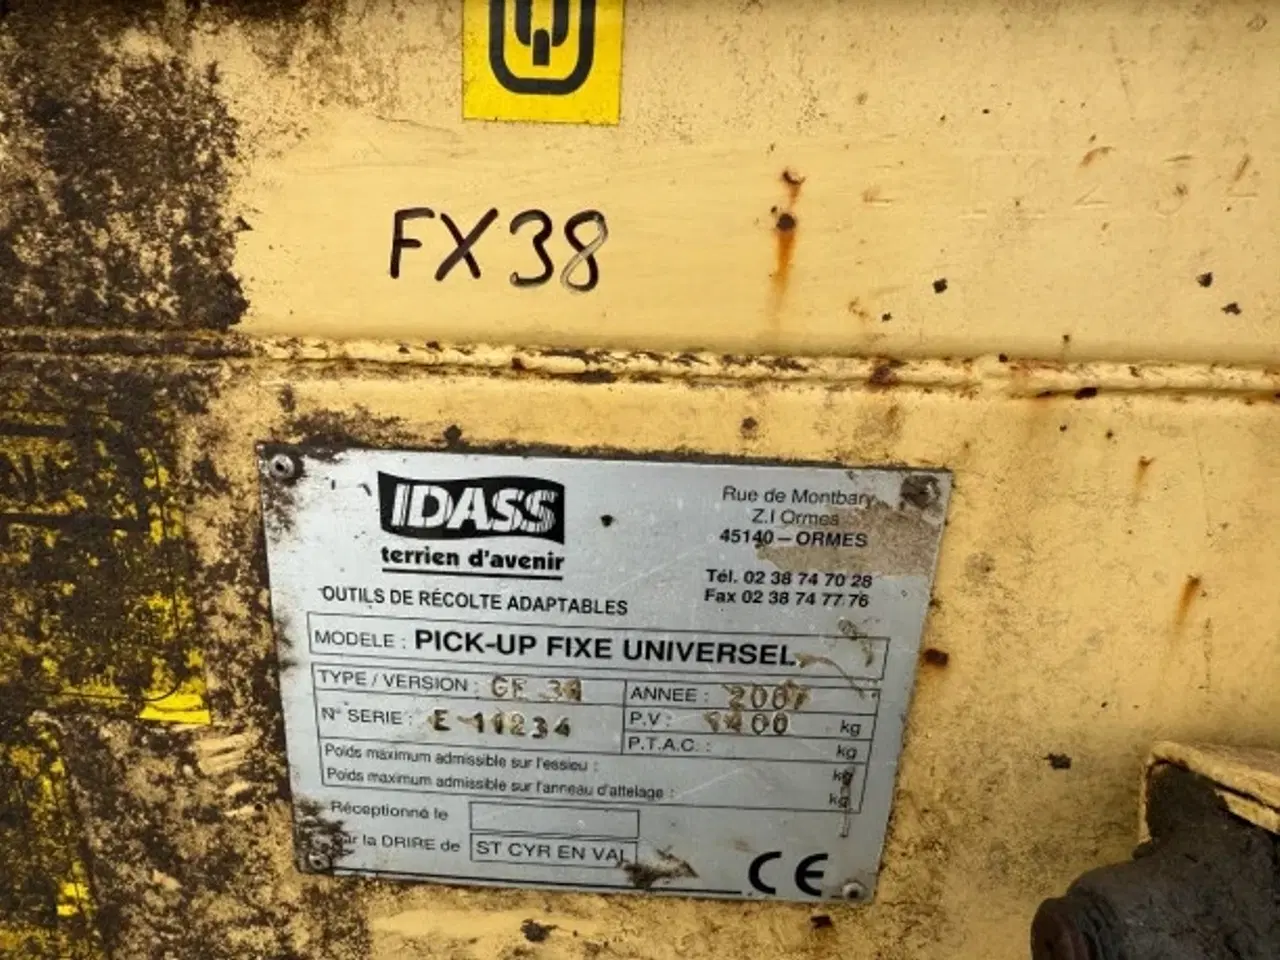 FX38
IDASS
terrien d'avenir
OUTILS DE RÉCOLTE ADAPTABLES
Rue de Montbary
Z.I Ormes
45140 – ORMES
Tél. 02 38 74 70 28
Fax 02 38 74 77 76
MODELE : PICK-UP FIXE UNIVERSEL
TYPE / VERSION :
ANNEE : 2007
N° SERIE : E 11234
P.V : 1400 kg
P.T.A.C. : kg
Poids maximum admissible sur l'essieu : kg
Poids maximum admissible sur l'anneau d'attelage : kg
Réceptionné le
par la DRIRE de ST CYR EN VAL
CE